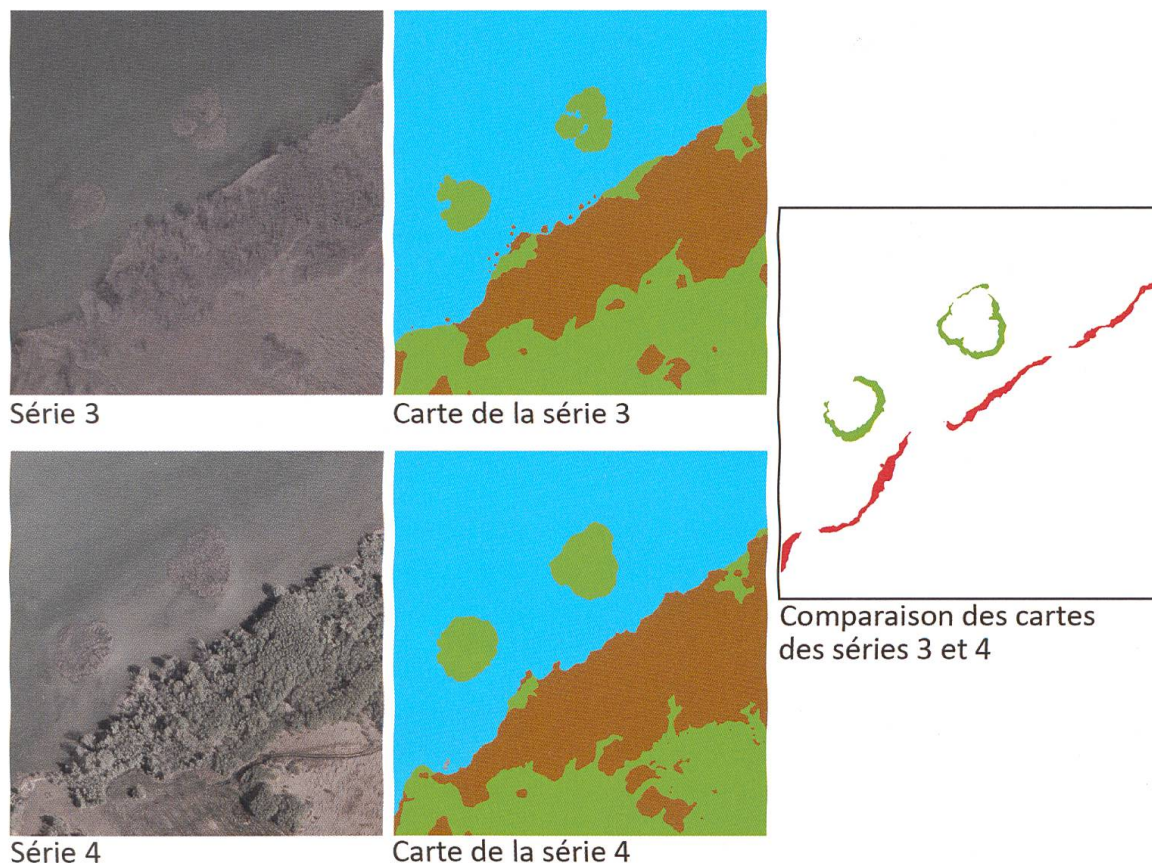 Série 3
Carte de la série 3
Série 4
Carte de la série 4
Comparaison des cartes
des séries 3 et 4